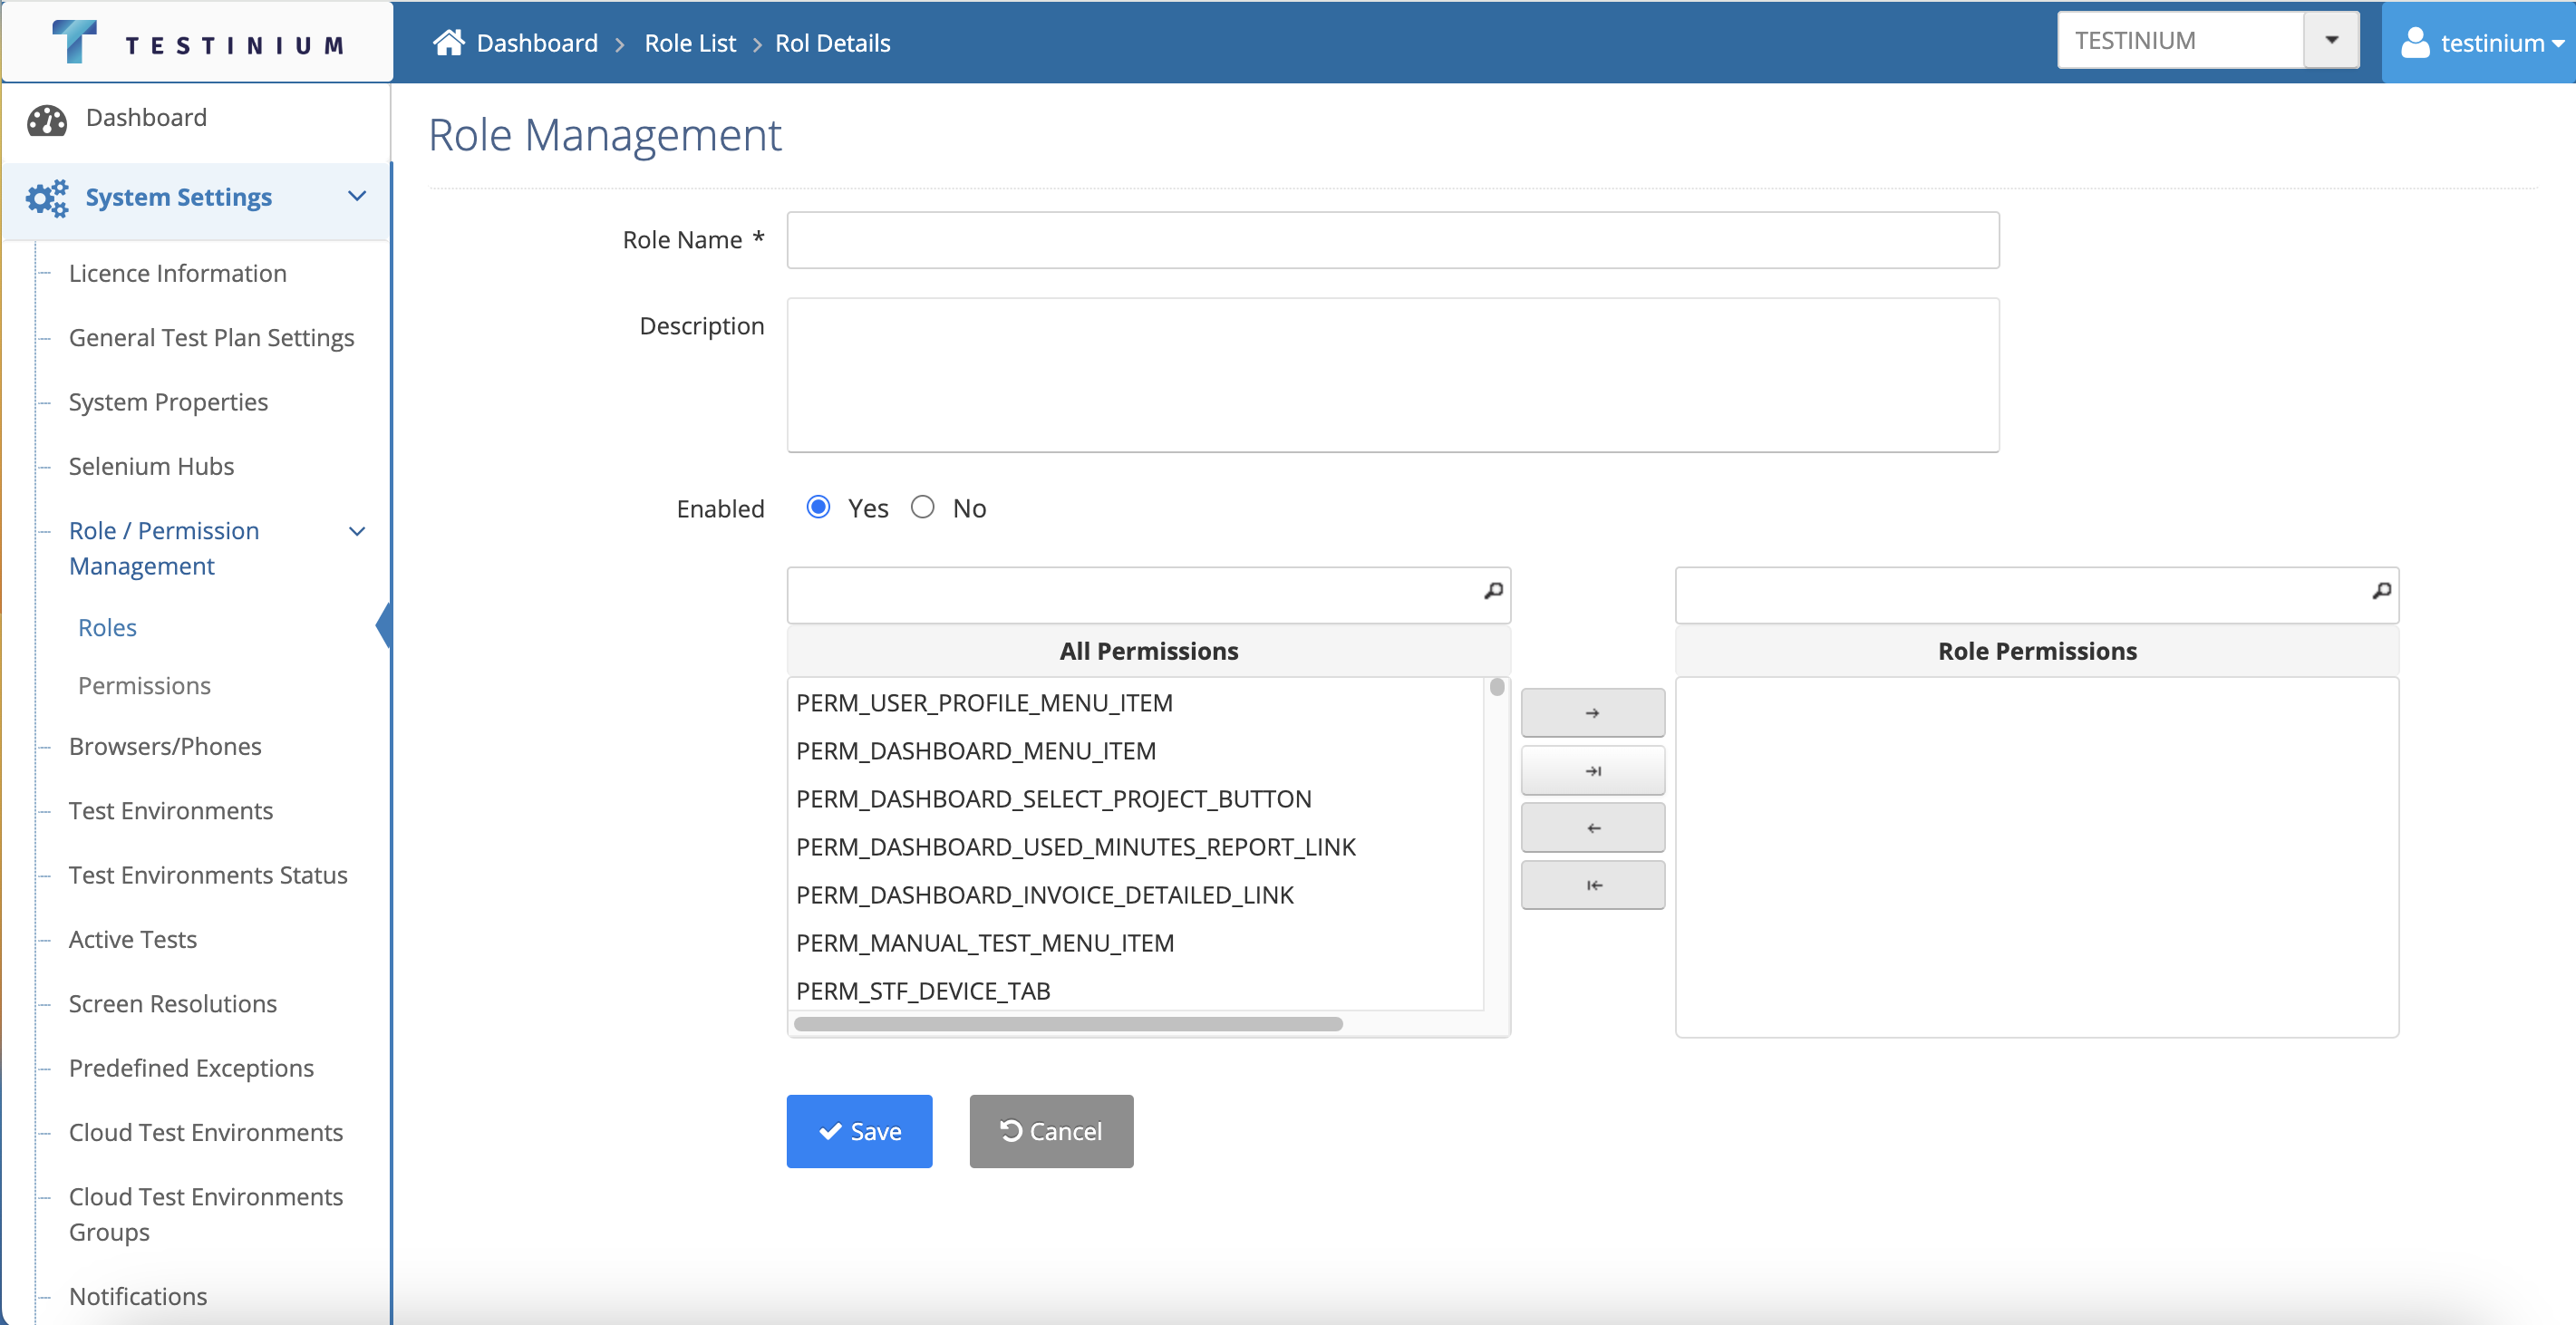 TESTINIUM
Dashboard > Role List > Rol Details
TESTINIUM
testinium
Dashboard
System Settings
Licence Information
General Test Plan Settings
System Properties
Selenium Hubs
Role / Permission
Management
Roles
Permissions
Browsers/Phones
Test Environments
Test Environments Status
Active Tests
Screen Resolutions
Predefined Exceptions
Cloud Test Environments
Cloud Test Environments
Groups
Notifications
Role Management
Role Name *
Description
Enabled Yes No
All Permissions
PERM_USER_PROFILE_MENU_ITEM
PERM_DASHBOARD_MENU_ITEM
PERM_DASHBOARD_SELECT_PROJECT_BUTTON
PERM_DASHBOARD_USED_MINUTES_REPORT_LINK
PERM_DASHBOARD_INVOICE_DETAILED_LINK
PERM_MANUAL_TEST_MENU_ITEM
PERM_STF_DEVICE_TAB
Role Permissions
Save
Cancel